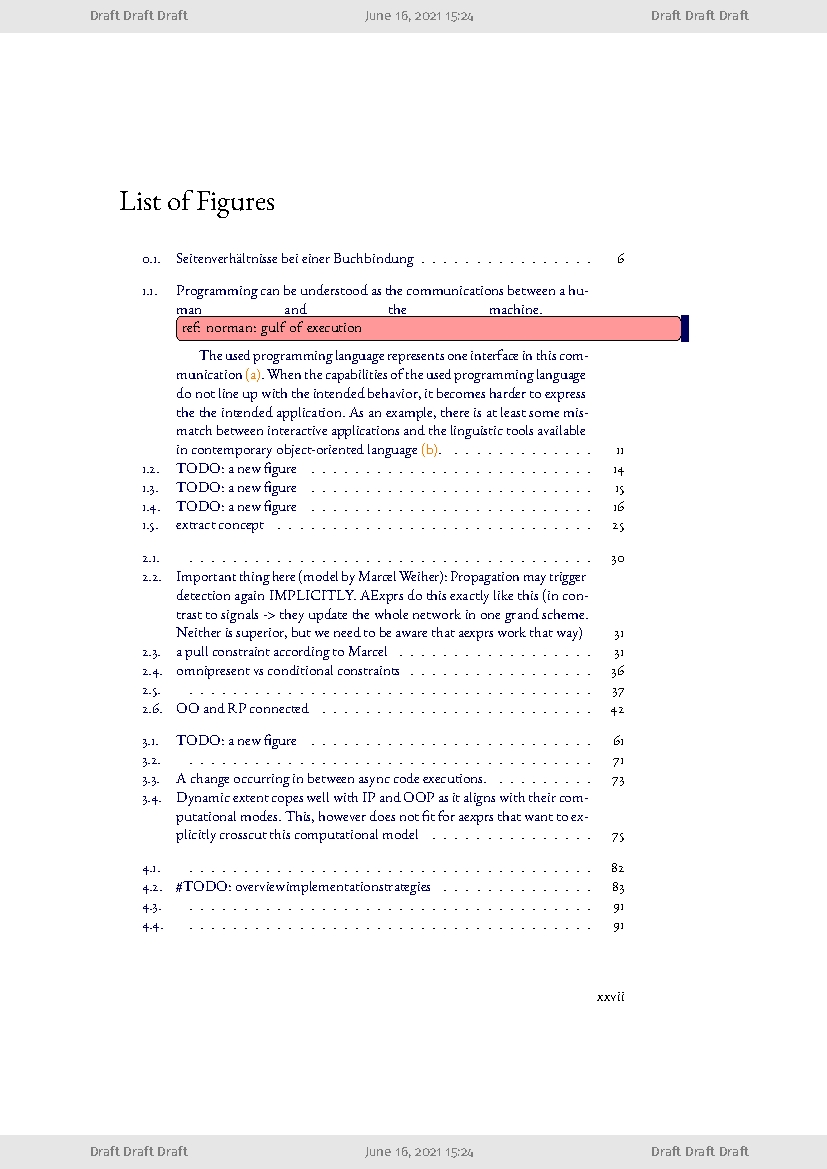 Draft Draft Draft June 16, 2021 15:24 Draft Draft Draft
List of Figures
0.1. Seitenverhältnisse bei einer Buchbindung . . . . . . . . . . . . . . . . 6
1.1. Programming can be understood as the communications between a hu-
man and the machine.
ref: norman: gulf of execution
The used programming language represents one interface in this com-
munication (a). When the capabilities of the used programming language
do not line up with the intended behavior, it becomes harder to express
the the intended application. As an example, there is at least some mis-
match between interactive applications and the linguistic tools available
in contemporary object-oriented language (b). . . . . . . . . . . . . . 11
1.2. TODO: a new figure . . . . . . . . . . . . . . . . . . . . . . . . . . 14
1.3. TODO: a new figure . . . . . . . . . . . . . . . . . . . . . . . . . . 15
1.4. TODO: a new figure . . . . . . . . . . . . . . . . . . . . . . . . . . 16
1.5. extract concept . . . . . . . . . . . . . . . . . . . . . . . . . . . . . 25
2.1. . . . . . . . . . . . . . . . . . . . . . . . . . . . . . . . . . . . . . 30
2.2. Important thing here (model by Marcel Weiher): Propagation may trigger
detection again IMPLICITLY. AExprs do this exactly like this (in con-
trast to signals -> they update the whole network in one grand scheme.
Neither is superior, but we need to be aware that aexprs work that way) 31
2.3. a pull constraint according to Marcel . . . . . . . . . . . . . . . . . . 31
2.4. omnipresent vs conditional constraints . . . . . . . . . . . . . . . . . 36
2.5. . . . . . . . . . . . . . . . . . . . . . . . . . . . . . . . . . . . . . 37
2.6. OO and RP connected . . . . . . . . . . . . . . . . . . . . . . . . . 42
3.1. TODO: a new figure . . . . . . . . . . . . . . . . . . . . . . . . . . 61
3.2. . . . . . . . . . . . . . . . . . . . . . . . . . . . . . . . . . . . . . 71
3.3. A change occurring in between async code executions. . . . . . . . . . 73
3.4. Dynamic extent copes well with IP and OOP as it aligns with their com-
putational modes. This, however does not fit for aexprs that want to ex-
plicitly crosscut this computational model . . . . . . . . . . . . . . . 75
4.1. . . . . . . . . . . . . . . . . . . . . . . . . . . . . . . . . . . . . . 82
4.2. #TODO: overviewimplementationstrategies . . . . . . . . . . . . . . 83
4.3. . . . . . . . . . . . . . . . . . . . . . . . . . . . . . . . . . . . . . 91
4.4. . . . . . . . . . . . . . . . . . . . . . . . . . . . . . . . . . . . . . 91
xxvii
Draft Draft Draft June 16, 2021 15:24 Draft Draft Draft